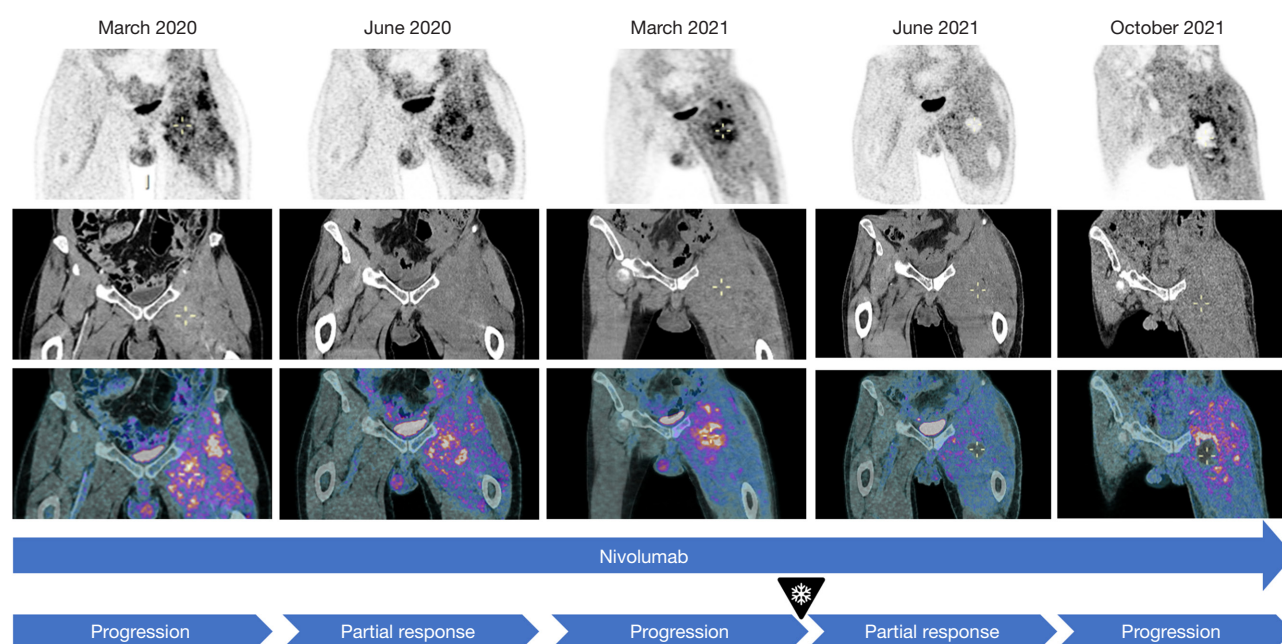 March 2020
June 2020
March 2021
June 2021
October 2021
Nivolumab
Progression
Partial response
Progression
Partial response
Progression